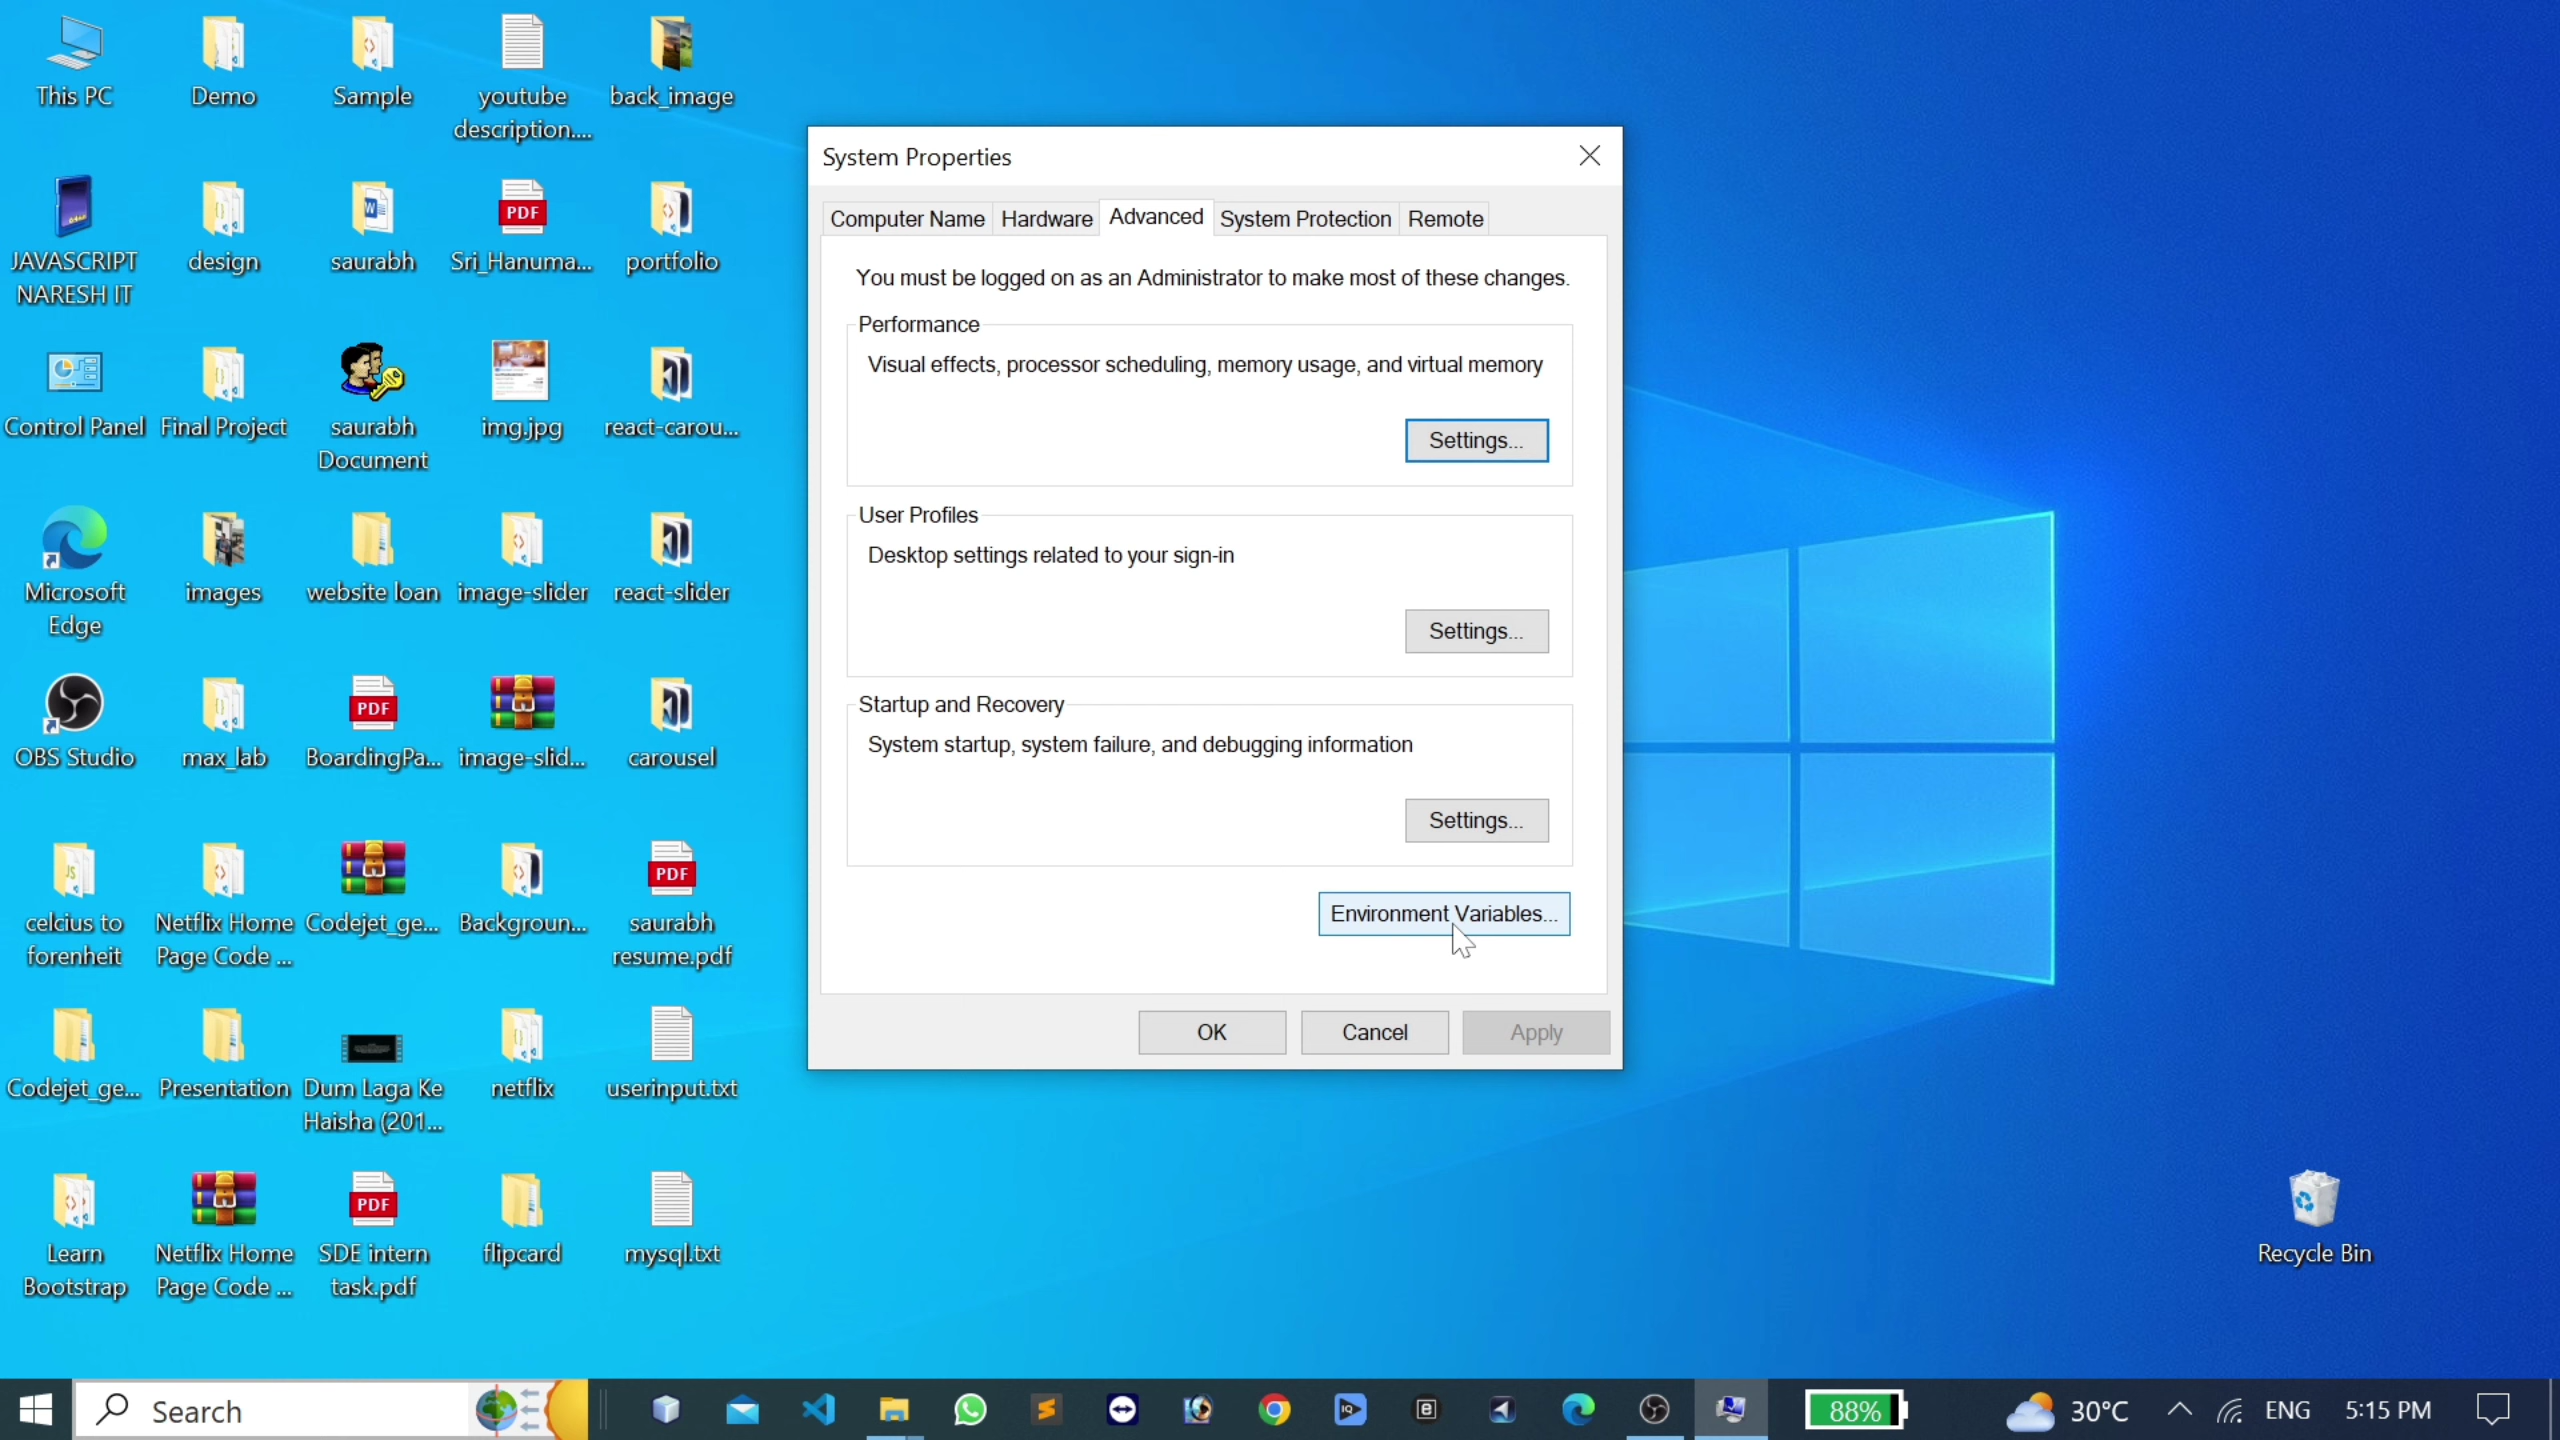 This PC
Demo
Sample
youtube
description....
back_image
JAVASCRIPT
NARESH IT
design
saurabh
Sri_Hanuma...
portfolio
Control Panel
Final Project
saurabh
Document
img.jpg
react-carou...
Microsoft
Edge
images
website loan
image-slider
react-slider
OBS Studio
max_lab
BoardingPa...
image-slid...
carousel
celcius to
forenheit
Netflix Home
Page Code ...
Codejet_ge...
Backgroun...
saurabh
resume.pdf
Codejet_ge...
Presentation
Dum Laga Ke
Haisha (201...
netflix
userinput.txt
Learn
Bootstrap
Netflix Home
Page Code ...
SDE intern
task.pdf
flipcard
mysql.txt
PDF
PDF
PDF
PDF
System Properties
Computer Name
Hardware
Advanced
System Protection
Remote
You must be logged on as an Administrator to make most of these changes.
Performance
Visual effects, processor scheduling, memory usage, and virtual memory
Settings...
User Profiles
Desktop settings related to your sign-in
Settings...
Startup and Recovery
System startup, system failure, and debugging information
Settings...
Environment Variables...
OK
Cancel
Apply
Recycle Bin
Search
88%
30°C
ENG
5:15 PM